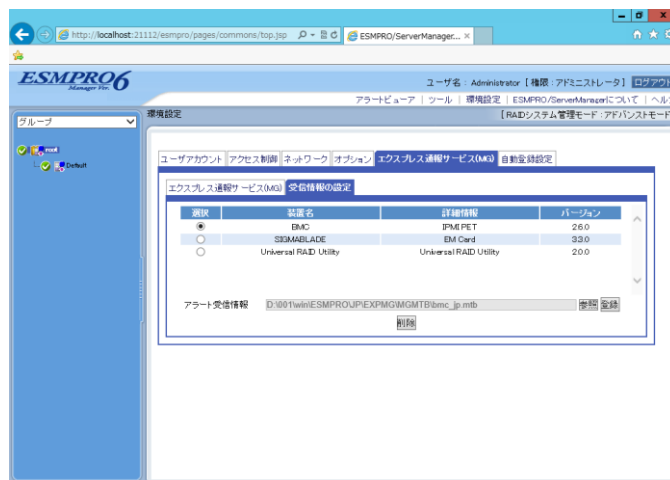 http://localhost:21112/esmpro/pages/commons/top.jsp
ESMPRO/ServerManager... ×
ESMPRO6
Manager Ver.
ユーザ名 : Administrator [ 権限 : アドミニストレータ ] ログアウト
アラートビューア | ツール | 環境設定 | ESMPRO/ServerManagerについて | ヘル
グループ
環境設定
[ RAIDシステム管理モード : アドバンストモード
root
Default
ユーザアカウント アクセス制御 ネットワーク オプション エクスプレス通報サービス(MG) 自動登録設定
エクスプレス通報サービス(MG) 受信情報の設定
選択 装置名 詳細情報 バージョン
BMC IPMI PET 2.6.0
SIGMABLADE EM Card 3.3.0
Universal RAID Utility Universal RAID Utility 2.0.0
アラート受信情報 D:\001\win\ESMPRO\JP\EXPMG\MGMTB\bmc_jp.mtb 参照 登録
削除